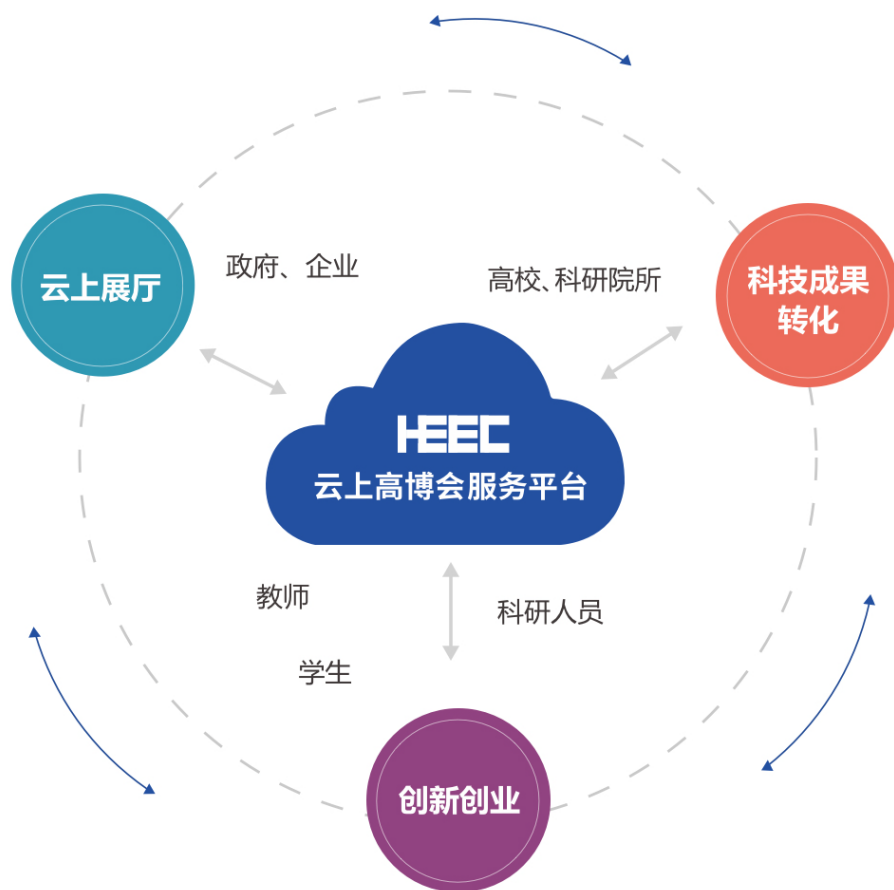 政府、企业
高校、科研院所
云上展厅
科技成果
转化
HEEC
云上高博会服务平台
教师
科研人员
学生
创新创业